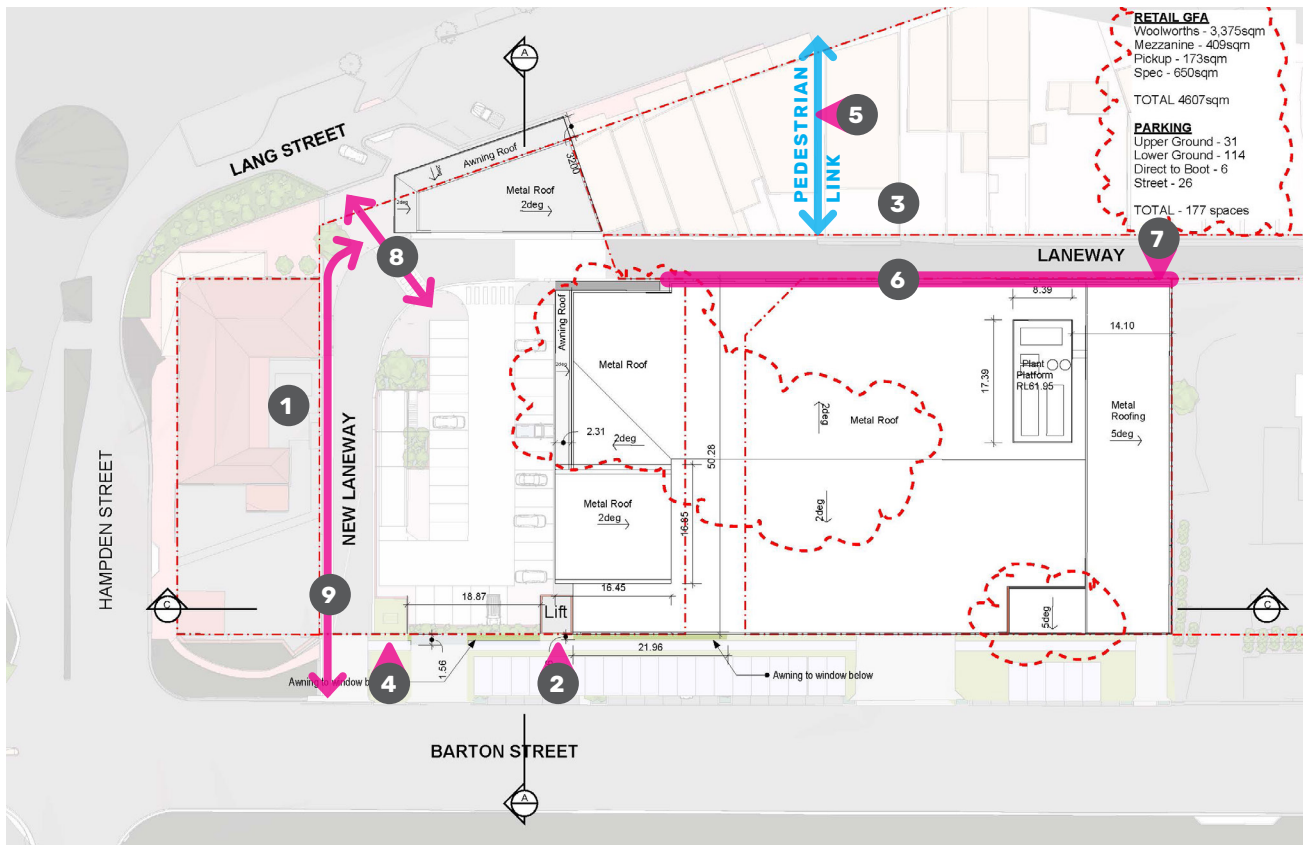 RETAIL GFA
Woolworths - 3,375sqm
Mezzanine - 409sqm
Pickup - 173sqm
Spec - 650sqm
TOTAL 4607sqm
PARKING
Upper Ground - 31
Lower Ground - 114
Direct to Boot - 6
Street - 26
TOTAL - 177 spaces
A
PEDESTRIAN
LINK
5
LANG STREET
Awning Roof
3200
Metal Roof
2deg
2deg
3
7
LANEWAY
8
6
8.39
14.10
Awning Roof
Metal Roof
Plant
Platform
RL61.95
17.39
Metal
Roofing
5deg
1
2deg
Metal Roof
2.31
2deg
50.28
NEW LANEWAY
HAMPDEN STREET
Metal Roof
2deg
16.85
2deg
9
C
18.87
16.45
Lift
5deg
C
1.56
21.96
Awning to window b
4
2
Awning to window below
BARTON STREET
A